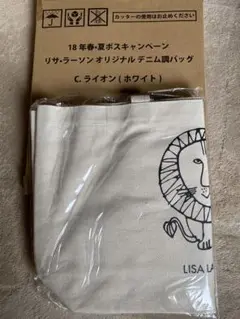 カッターの使用はお止めください
18年春・夏ボスキャンペーン
リサ・ラーソン オリジナル デニム調バッグ
C. ライオン(ホワイト)
LISA LA